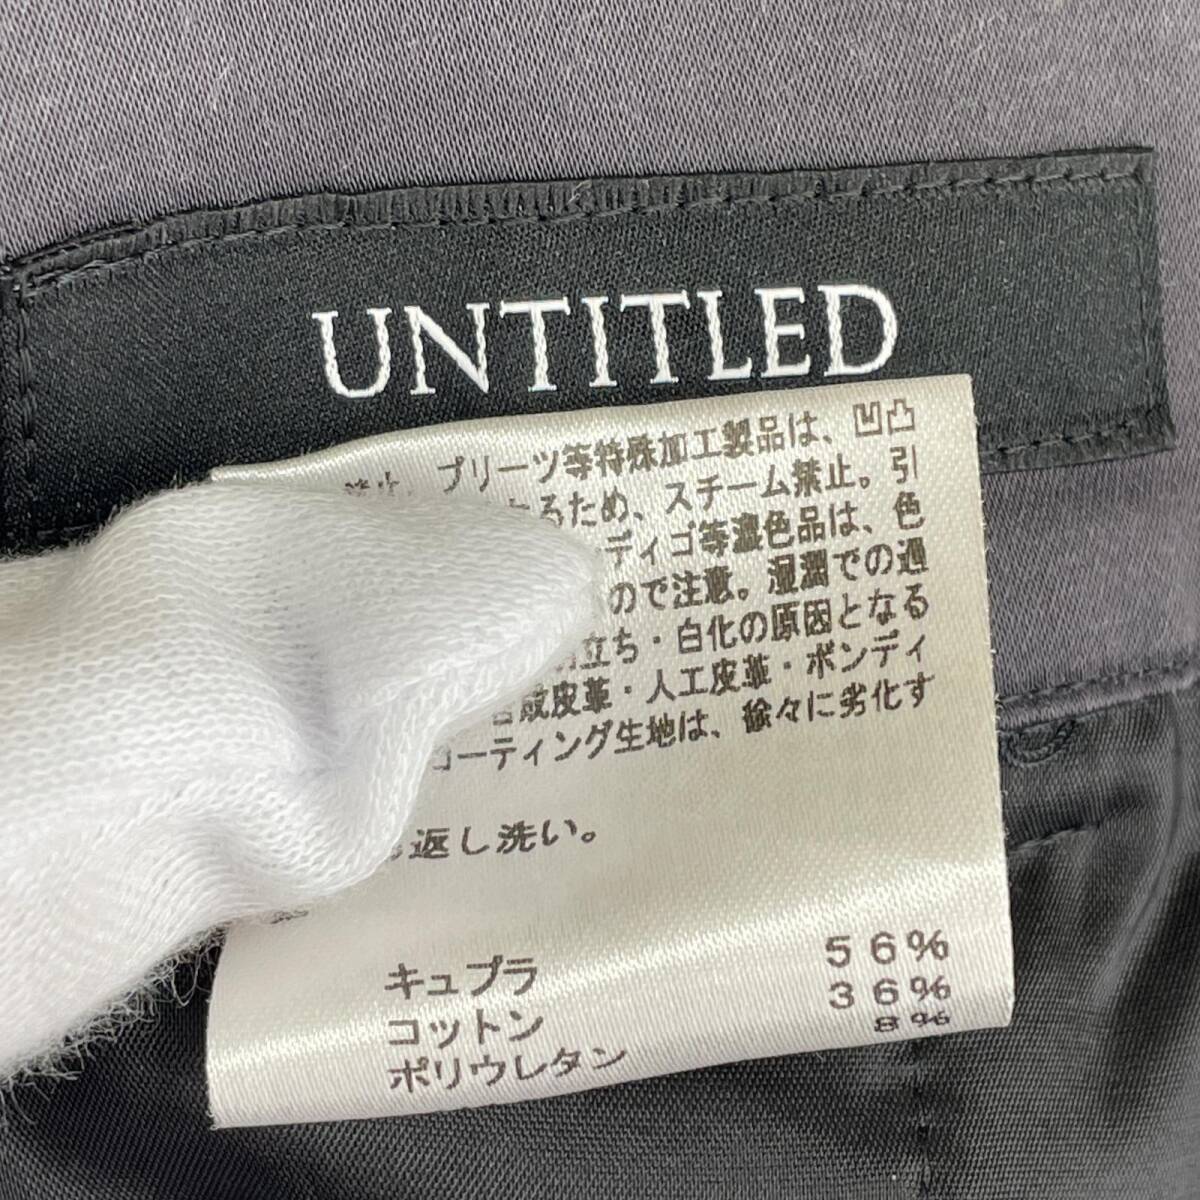 UNTITLED
プリーツ等特殊加工製品は、凹凸
るため、スチーム禁止。引
ディゴ等濃色品は、色
ので注意。湿潤での過
立ち・白化の原因となる
合成皮革・人工皮革・ボンディ
コーティング生地は、徐々に劣化す
返し洗い。
キュプラ 56%
コットン 36%
ポリウレタン 8%